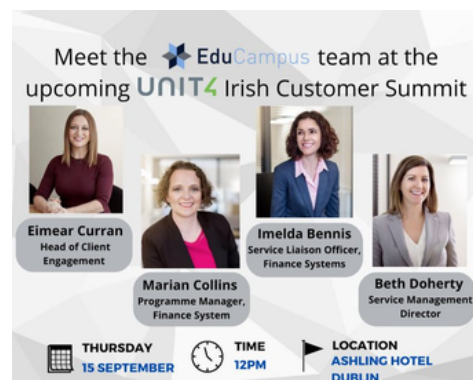 Meet the EduCampus team at the
upcoming UNIT4 Irish Customer Summit
Eimear Curran
Head of Client
Engagement
Marian Collins
Programme Manager,
Finance System
Imelda Bennis
Service Liaison Officer,
Finance Systems
Beth Doherty
Service Management
Director
THURSDAY
15 SEPTEMBER
TIME
12PM
LOCATION
ASHLING HOTEL
DUBLIN